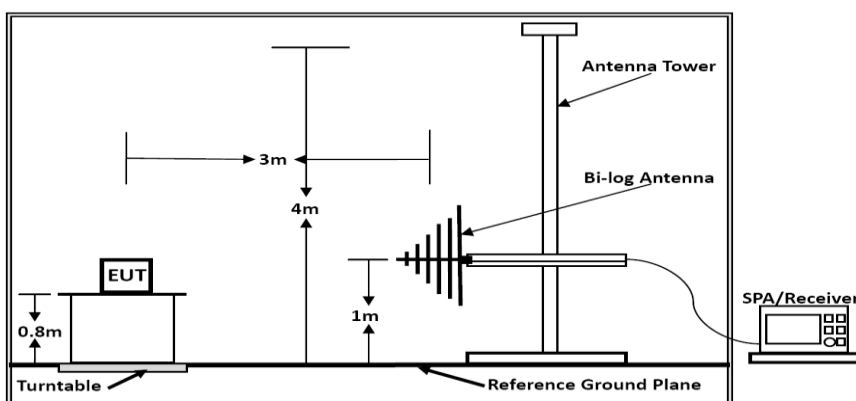 Antenna Tower
3m
Bi-log Antenna
4m
EUT
0.8m
1m
SPA/Receiver
Turntable
Reference Ground Plane